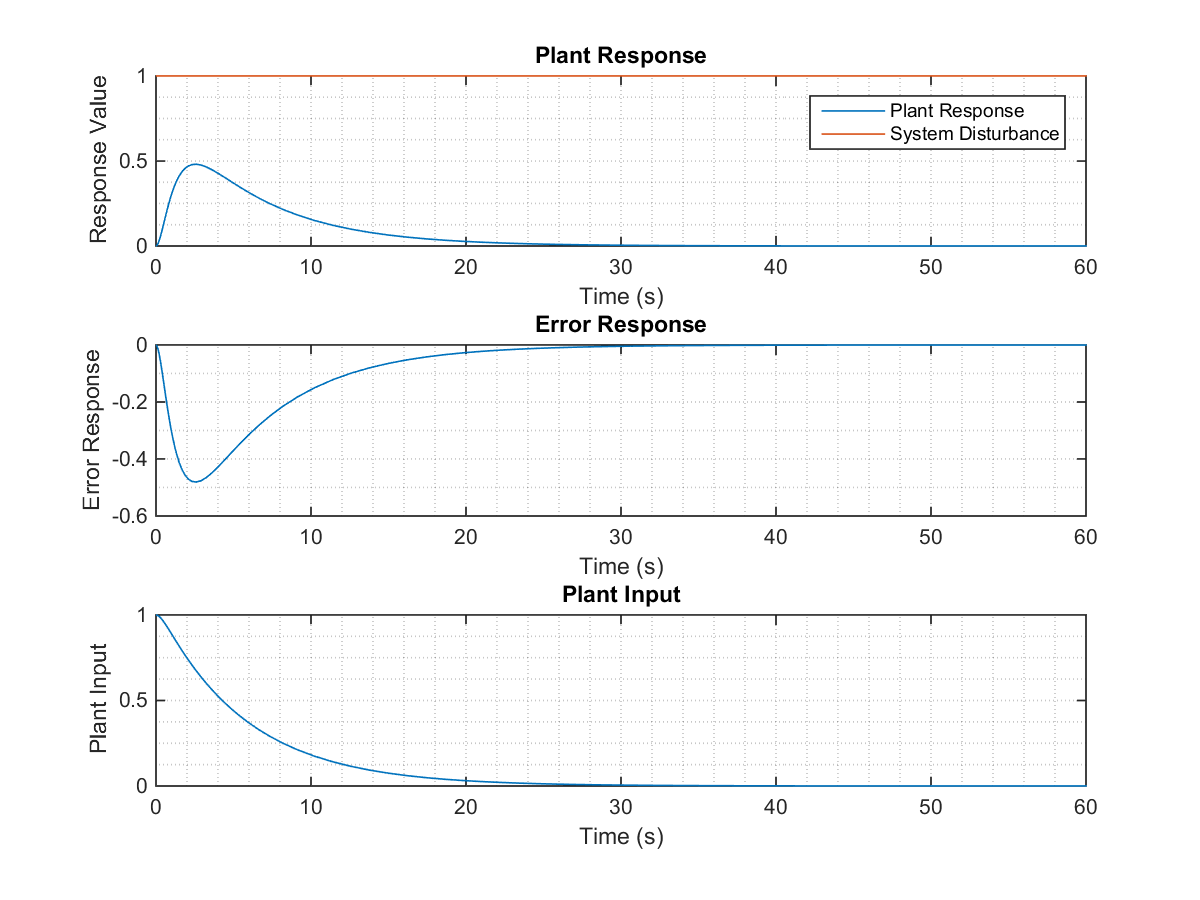 Plant Response
Response Value
1
0.5
0
Plant Response
System Disturbance
0 10 20 30 40 50 60
Time (s)
Error Response
Error Response
0
-0.2
-0.4
-0.6
0 10 20 30 40 50 60
Time (s)
Plant Input
Plant Input
1
0.5
0
0 10 20 30 40 50 60
Time (s)